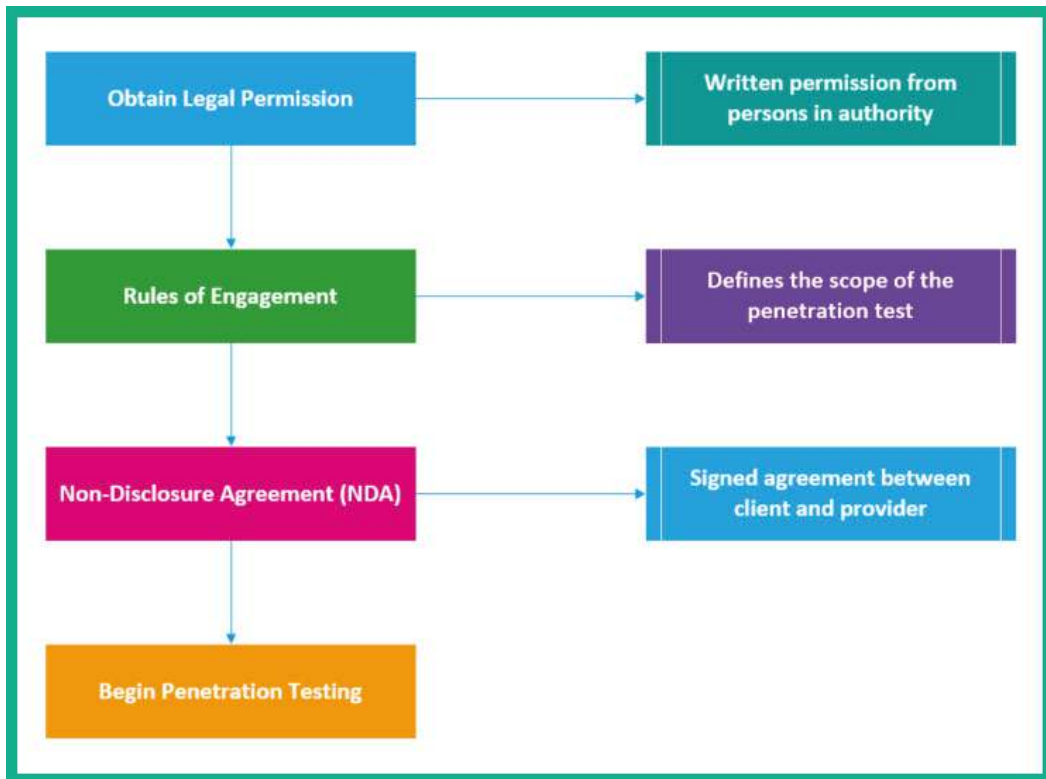 Obtain Legal Permission
Written permission from
persons in authority
Rules of Engagement
Defines the scope of the
penetration test
Non-Disclosure Agreement (NDA)
Signed agreement between
client and provider
Begin Penetration Testing